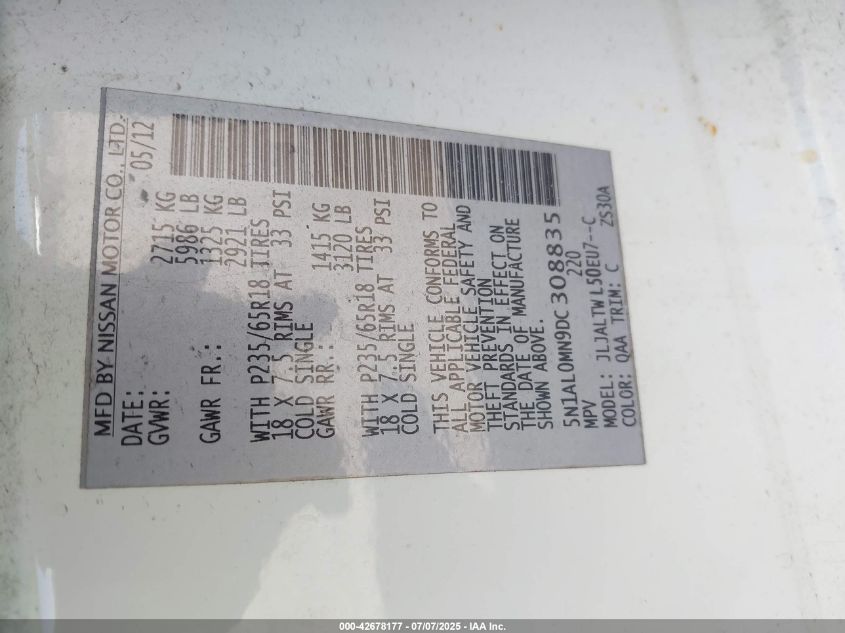 MFD BY NISSAN MOTOR CO., LTD.
DATE: 05/12
GVWR: 2715 KG
5986 LB
GAWR FR.: 1325 KG
2921 LB
WITH P235/65R18 TIRES
18 X 7.5 RIMS AT 33 PSI
COLD SINGLE
GAWR RR.: 1415 KG
3120 LB
WITH P235/65R18 TIRES
18 X 7.5 RIMS AT 33 PSI
COLD SINGLE
THIS VEHICLE CONFORMS TO
ALL APPLICABLE FEDERAL
MOTOR VEHICLE SAFETY AND
THEFT PREVENTION
STANDARDS IN EFFECT ON
THE DATE OF MANUFACTURE
SHOWN ABOVE.
5N1AL0MN9DC308835
MPV 220
MODEL: JLJALTWL50EU7--C
COLOR: QAA TRIM: C ZS30A
000-42678177 - 07/07/2025 - IAA Inc.